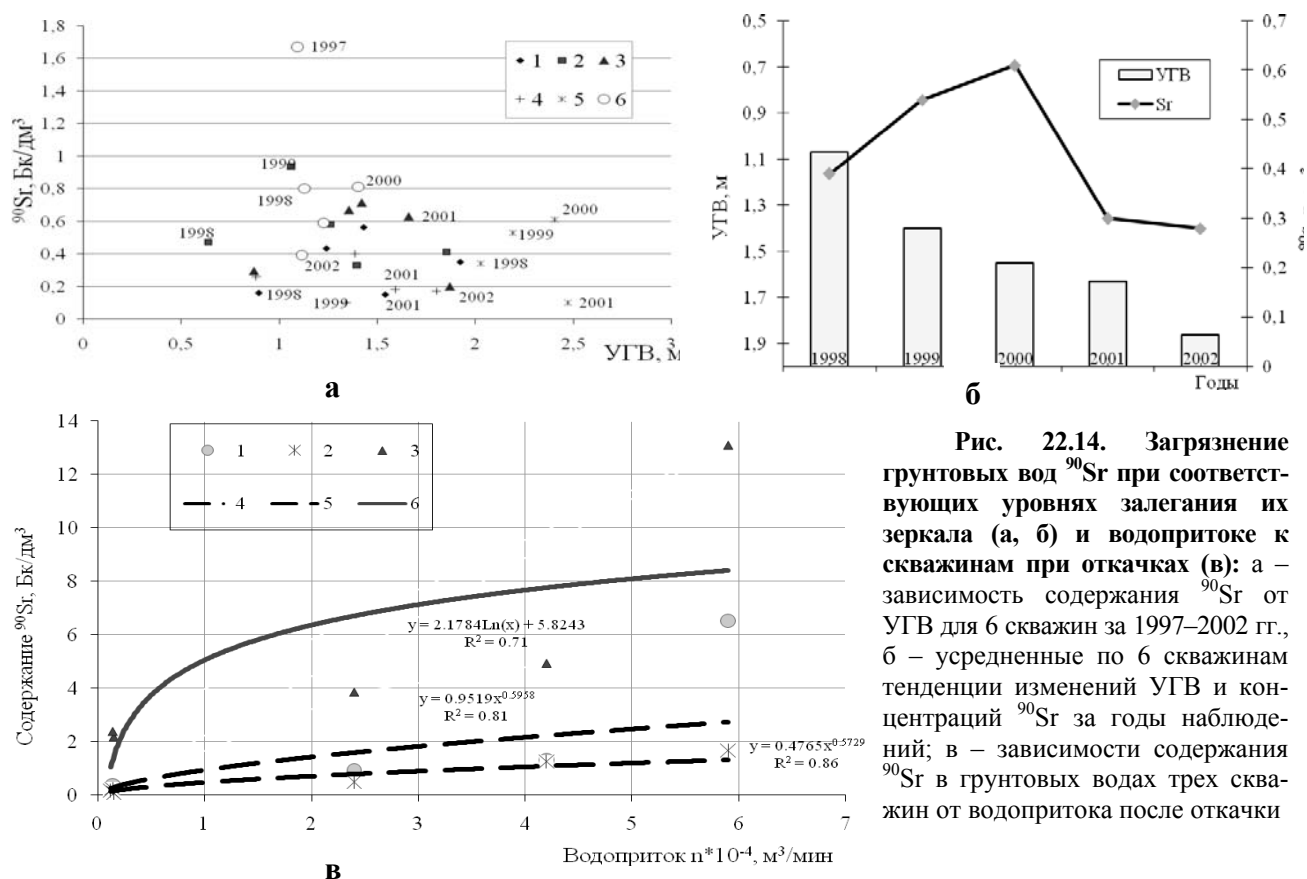 1,8
1,6
1,4
1,2
1
0,8
0,6
0,4
0,2
0
⁹⁰Sr, Бк/дм³
1997
1 2 3
4 5 6
1999
1998
2000
2001
2000
1999
1998
2002
2001
1998
1998
1999
2001
2002
2001
0 0,5 1 1,5 2 2,5 3
УГВ, м
а
0,5
0,7
0,9
1,1
1,3
1,5
1,7
1,9
УГВ, м
УГВ
Sr
0,7
0,6
0,5
0,4
0,3
0,2
0,1
0
1998 1999 2000 2001 2002
Годы
б
14
12
10
8
6
4
2
0
Содержание ⁹⁰Sr, Бк/дм³
1 2 3
4 5 6
y = 2.1784Ln(x) + 5.8243
R² = 0.71
y = 0.9519x^0.5958
R² = 0.81
y = 0.4765x^0.5729
R² = 0.86
0 1 2 3 4 5 6 7
Водоприток n*10⁻⁴, м³/мин
в
Рис. 22.14. Загрязнение
грунтовых вод ⁹⁰Sr при соответст-
вующих уровнях залегания их
зеркала (а, б) и водопритоке к
скважинам при откачках (в): а –
зависимость содержания ⁹⁰Sr от
УГВ для 6 скважин за 1997–2002 гг.,
б – усредненные по 6 скважинам
тенденции изменений УГВ и кон-
центраций ⁹⁰Sr за годы наблюде-
ний; в – зависимости содержания
⁹⁰Sr в грунтовых водах трех сква-
жин от водопритока после откачки